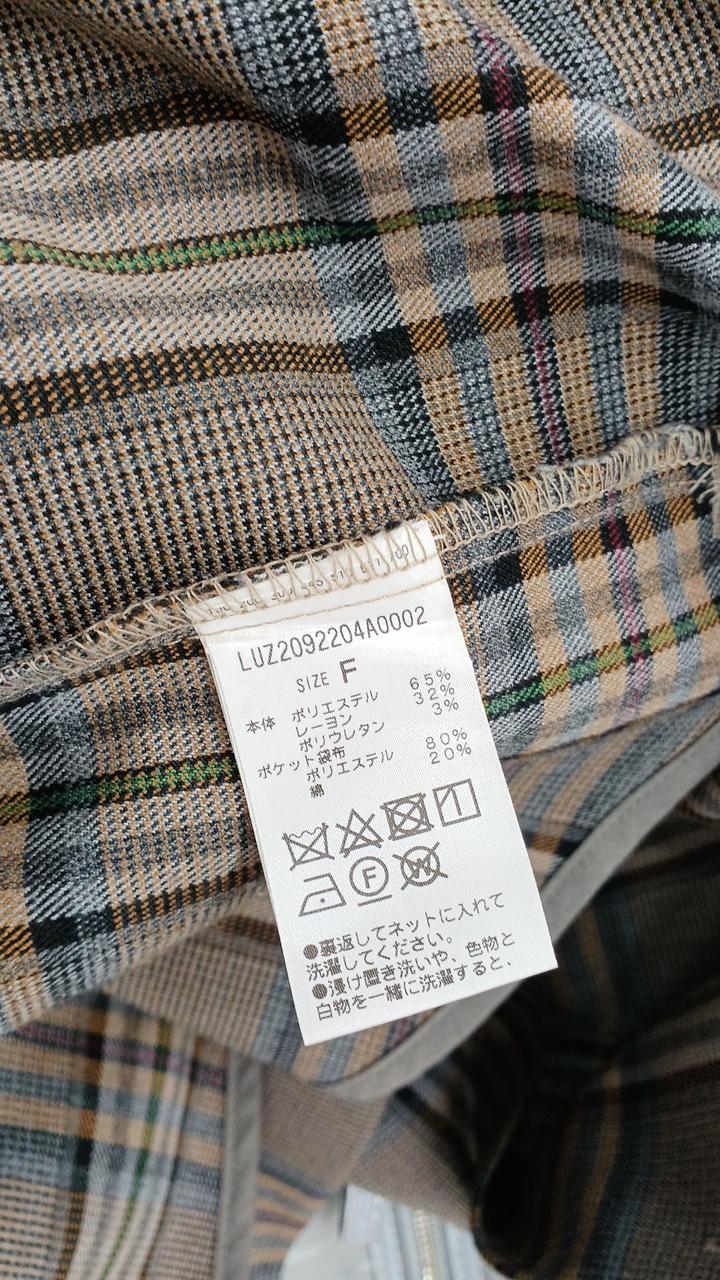 LUZ2092204A0002
SIZE F
本体 ポリエステル 65%
レーヨン 32%
ポリウレタン 3%
ポケット袋布
ポリエステル 80%
綿 20%
F
W
●裏返してネットに入れて
洗濯してください。
●漬け置き洗いや、色物と
白物を一緒に洗濯すると、